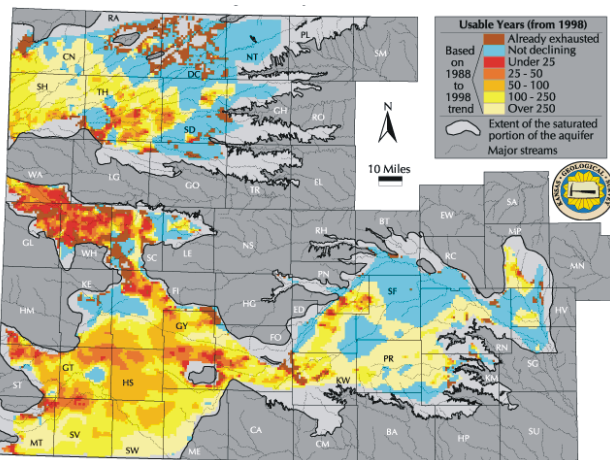 Usable Years (from 1998)
Based
on
1988
to
1998
trend
Already exhausted
Not declining
Under 25
25 - 50
50 - 100
100 - 250
Over 250
Extent of the saturated
portion of the aquifer
Major streams
N
10 Miles
RA
PL
CN
NT
SM
DC
SH
TH
GH
RO
SD
WA
LG
GO
TR
EL
SA
EW
BT
RH
MP
GL
WH
SC
LE
NS
RC
MN
PN
KE
FI
SF
HM
HG
ED
HV
GY
FO
RN
GT
PR
SG
ST
HS
KW
KM
MT
SV
SW
ME
CA
CM
BA
HP
SU
KANSAS GEOLOGICAL